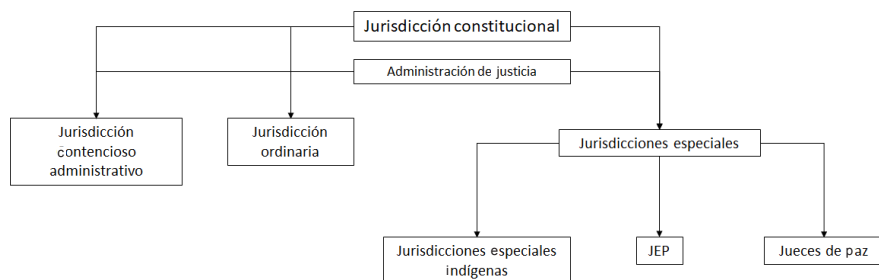 Jurisdicción constitucional
Administración de justicia
Jurisdicción
contencioso
administrativo
Jurisdicción
ordinaria
Jurisdicciones especiales
Jurisdicciones especiales
indígenas
JEP
Jueces de paz